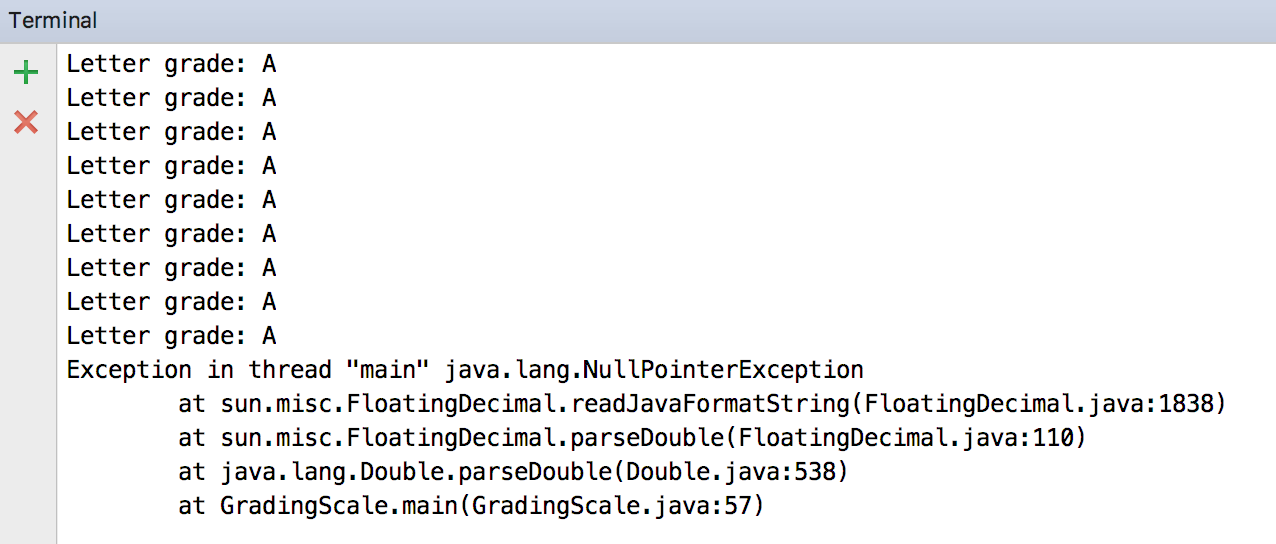 Terminal
Letter grade: A
Letter grade: A
Letter grade: A
Letter grade: A
Letter grade: A
Letter grade: A
Letter grade: A
Letter grade: A
Letter grade: A
Exception in thread "main" java.lang.NullPointerException
at sun.misc.FloatingDecimal.readJavaFormatString(FloatingDecimal.java:1838)
at sun.misc.FloatingDecimal.parseDouble(FloatingDecimal.java:110)
at java.lang.Double.parseDouble(Double.java:538)
at GradingScale.main(GradingScale.java:57)